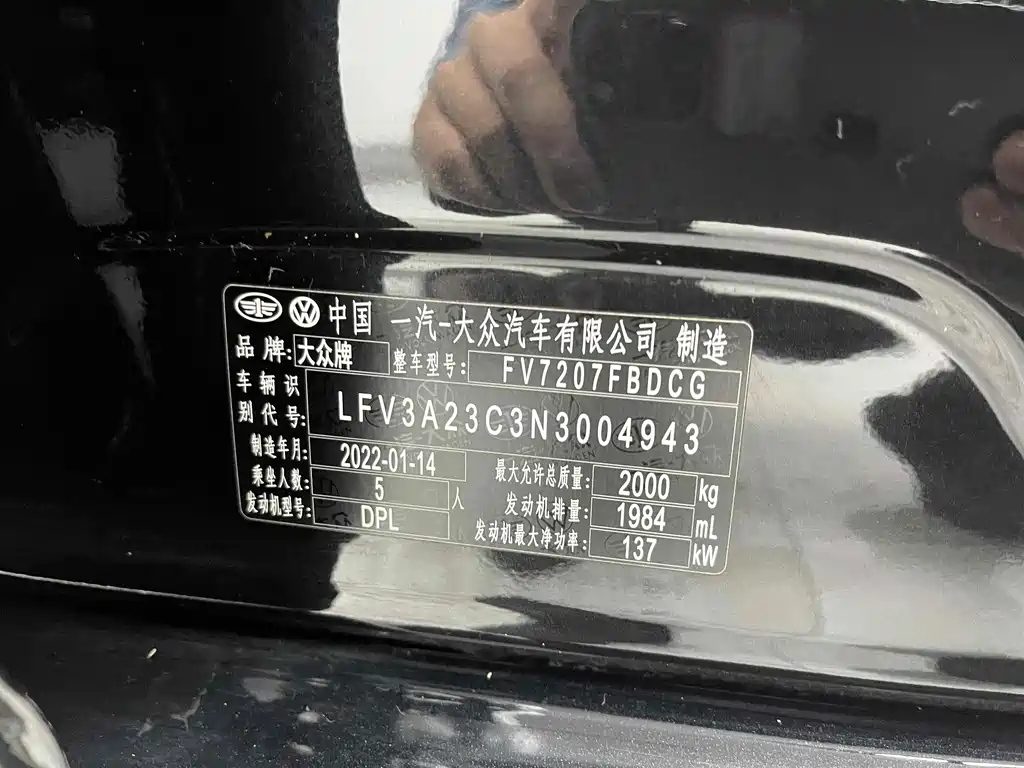 中国 一汽-大众汽车有限公司 制造
品 牌: 大众牌 整车型号: FV7207FBDCG
车 辆 识
别 代 号: LFV3A23C3N3004943
制造年月: 2022-01-14 最大允许总质量: 2000 kg
乘坐人数: 5 人 发动机排量: 1984 mL
发动机型号: DPL 发动机最大净功率: 137 kW